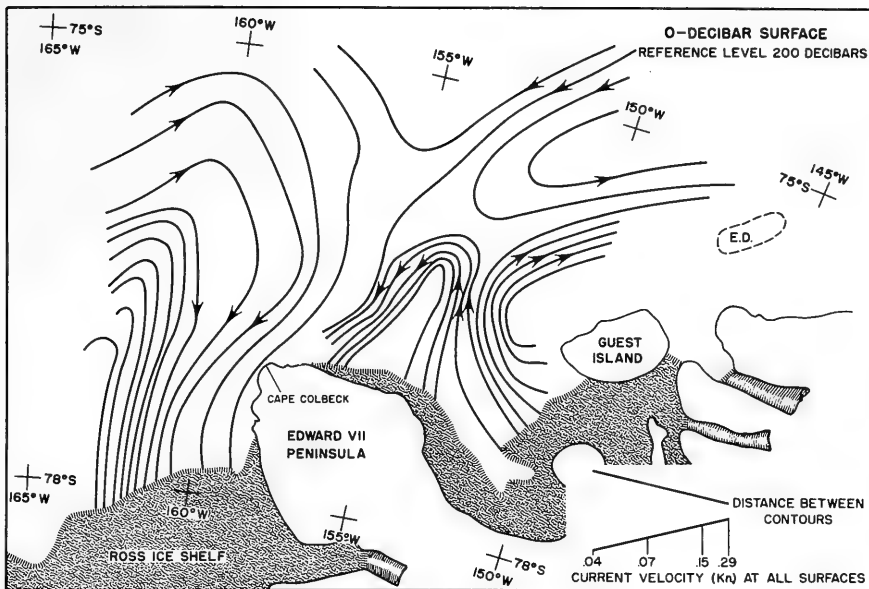 75°S
165°W
160°W
O-DECIBAR SURFACE
REFERENCE LEVEL 200 DECIBARS
155°W
150°W
145°W
75°S
E.D.
GUEST
ISLAND
CAPE COLBECK
EDWARD VII
PENINSULA
78°S
165°W
160°W
155°W
ROSS ICE SHELF
150°W
78°S
DISTANCE BETWEEN
CONTOURS
.04 .07 .15 .29
CURRENT VELOCITY (Kn) AT ALL SURFACES